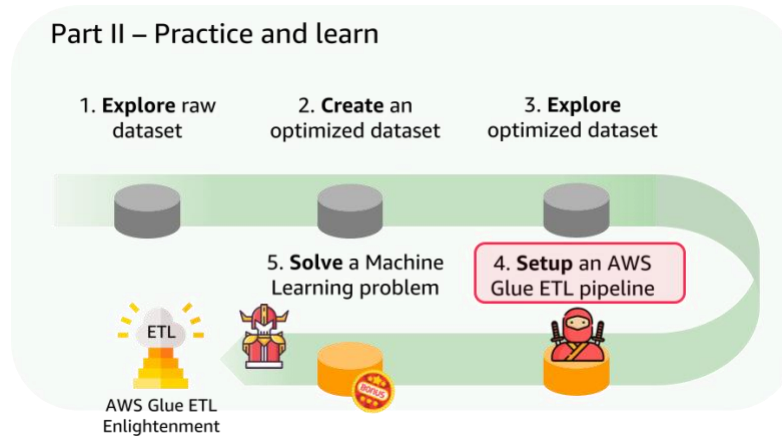 Part II – Practice and learn
1. Explore raw
dataset
2. Create an
optimized dataset
3. Explore
optimized dataset
4. Setup an AWS
Glue ETL pipeline
5. Solve a Machine
Learning problem
BONUS
ETL
AWS Glue ETL
Enlightenment